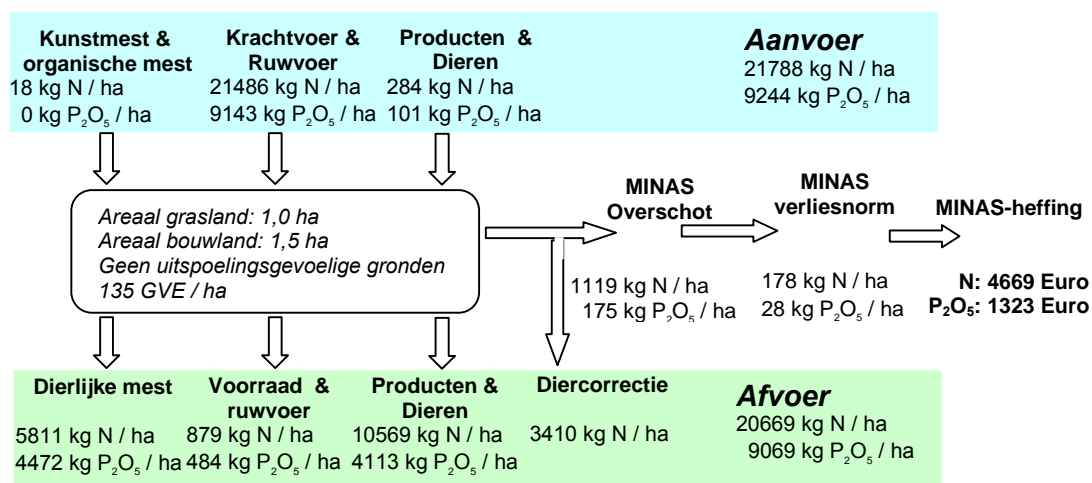 Kunstmest &
organische mest
18 kg N / ha
0 kg P₂O₅ / ha
Krachtvoer &
Ruwvoer
21486 kg N / ha
9143 kg P₂O₅ / ha
Producten &
Dieren
284 kg N / ha
101 kg P₂O₅ / ha
Aanvoer
21788 kg N / ha
9244 kg P₂O₅ / ha
Areaal grasland: 1,0 ha
Areaal bouwland: 1,5 ha
Geen uitspoelingsgevoelige gronden
135 GVE / ha
MINAS
Overschot
1119 kg N / ha
175 kg P₂O₅ / ha
MINAS
verliesnorm
178 kg N / ha
28 kg P₂O₅ / ha
MINAS-heffing
N: 4669 Euro
P₂O₅: 1323 Euro
Dierlijke mest
5811 kg N / ha
4472 kg P₂O₅ / ha
Voorraad &
ruwvoer
879 kg N / ha
484 kg P₂O₅ / ha
Producten &
Dieren
10569 kg N / ha
4113 kg P₂O₅ / ha
Diercorrectie
3410 kg N / ha
Afvoer
20669 kg N / ha
9069 kg P₂O₅ / ha